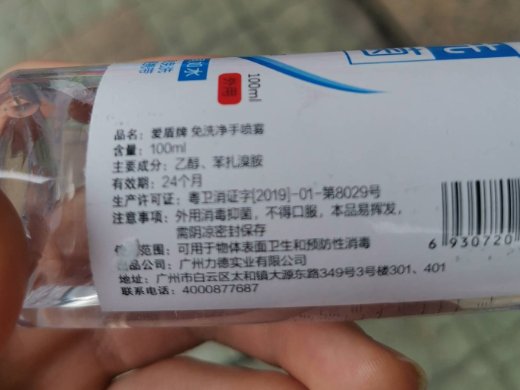 外用
100ml
品名：爱盾牌 免洗净手喷雾
含量：100ml
主要成分：乙醇、苯扎溴胺
有效期：24个月
生产许可证：粤卫消证字[2019]-01-第8029号
注意事项：外用消毒抑菌，不得口服，本品易挥发，
需阴凉密封保存
范围：可用于物体表面卫生和预防性消毒
出品公司：广州力德实业有限公司
地址：广州市白云区太和镇大源东路349号3号楼301、401
联系电话：4000877687
6 930720